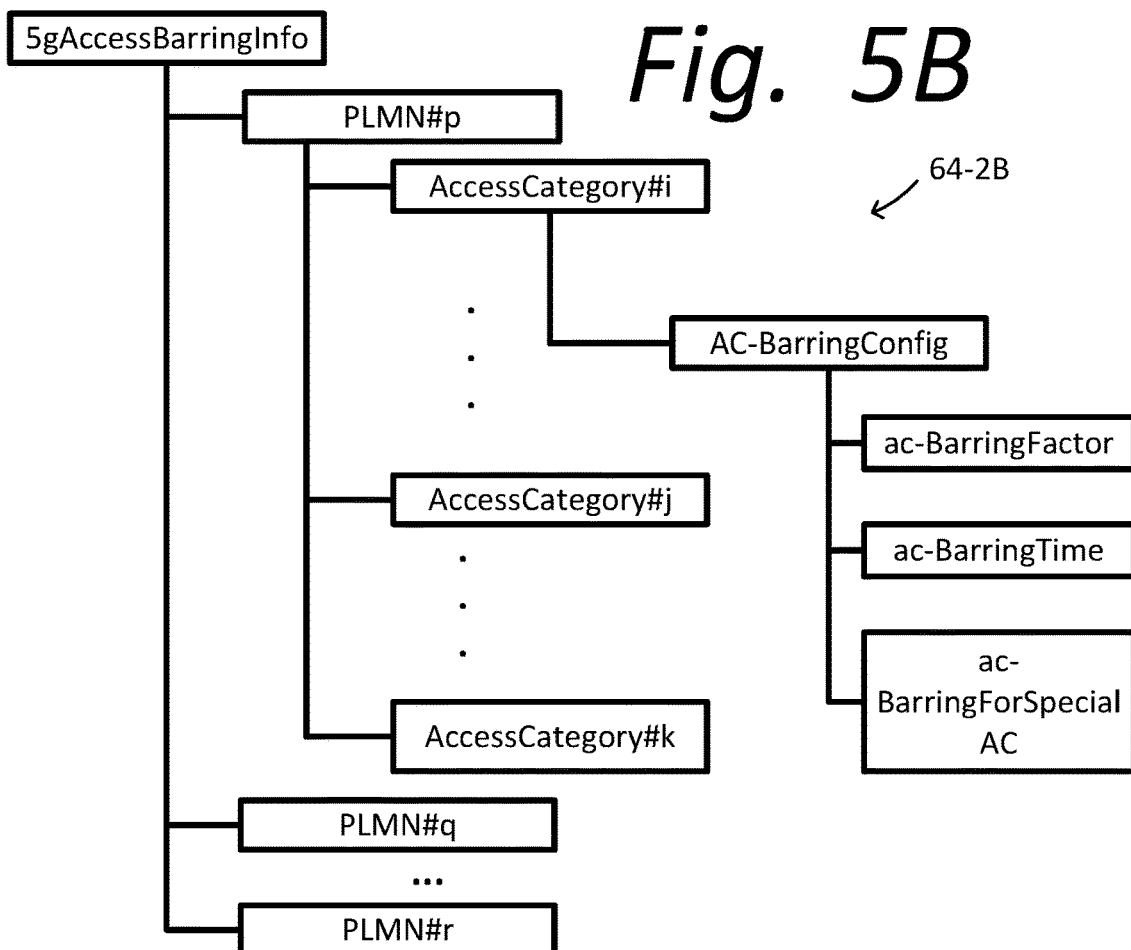 5gAccessBarringInfo
Fig. 5B
PLMN#p
64-2B
AccessCategory#i
AC-BarringConfig
ac-BarringFactor
AccessCategory#j
ac-BarringTime
ac-
BarringForSpecial
AC
AccessCategory#k
PLMN#q
...
PLMN#r